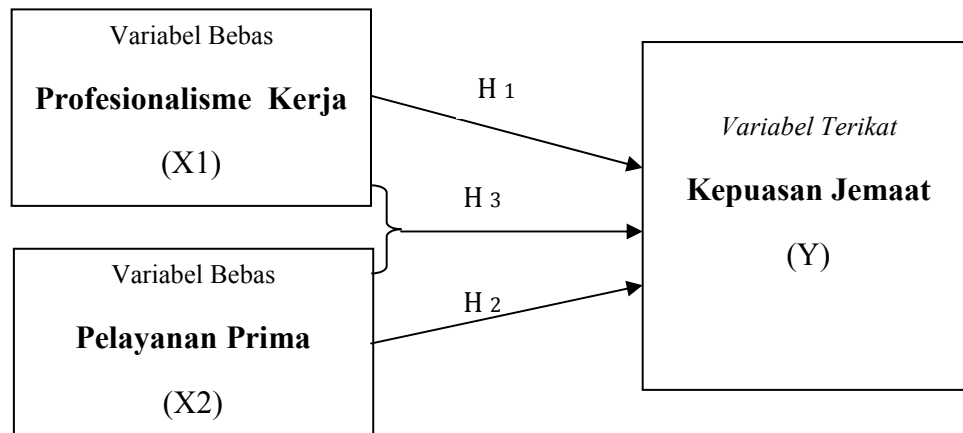 Variabel Bebas
Profesionalisme Kerja
(X1)
H 1
H 3
Variabel Bebas
Pelayanan Prima
(X2)
H 2
Variabel Terikat
Kepuasan Jemaat
(Y)